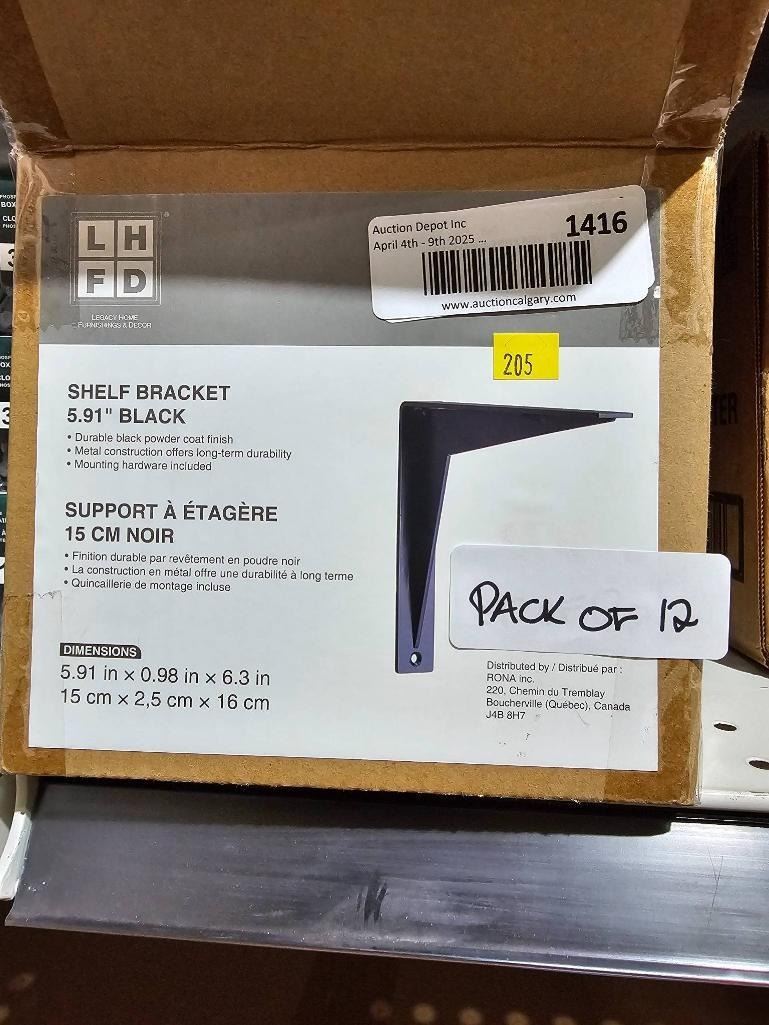 L H
F D
®
LEGACY HOME
FURNISHINGS & DECOR
Auction Depot Inc
April 4th - 9th 2025 ...
1416
www.auctioncalgary.com
205
SHELF BRACKET
5.91" BLACK
• Durable black powder coat finish
• Metal construction offers long-term durability
• Mounting hardware included
SUPPORT À ÉTAGÈRE
15 CM NOIR
• Finition durable par revêtement en poudre noir
• La construction en métal offre une durabilité à long terme
• Quincaillerie de montage incluse
DIMENSIONS
5.91 in × 0.98 in × 6.3 in
15 cm × 2,5 cm × 16 cm
PACK OF 12
Distributed by / Distribué par :
RONA inc.
220, Chemin du Tremblay
Boucherville (Québec), Canada
J4B 8H7